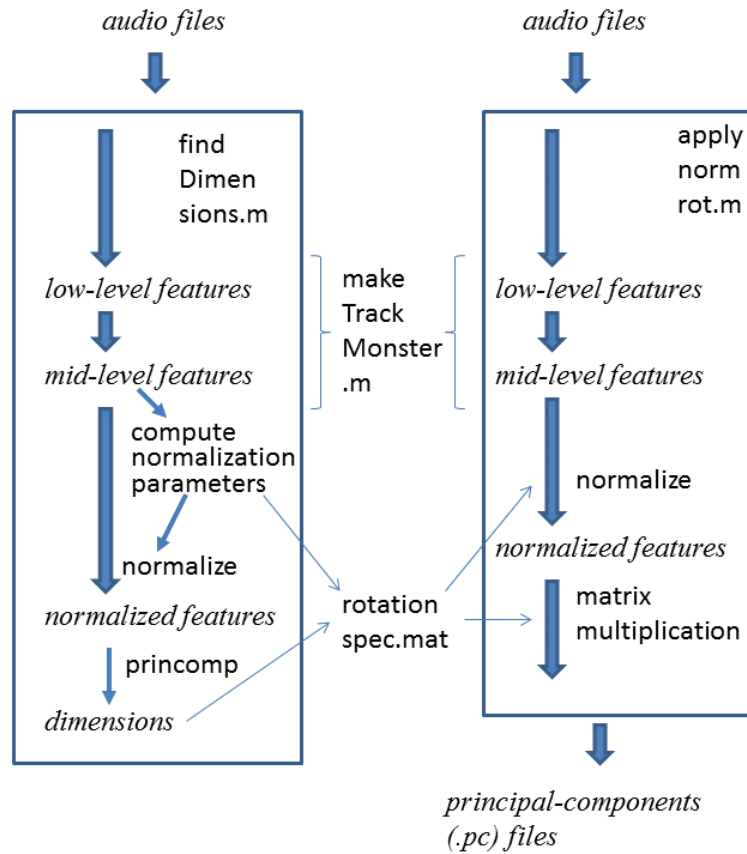 audio files
find
Dimen
sions.m
low-level features
mid-level features
compute
normalization
parameters
normalize
normalized features
princomp
dimensions
make
Track
Monster
.m
rotation
spec.mat
audio files
apply
norm
rot.m
low-level features
mid-level features
normalize
normalized features
matrix
multiplication
principal-components
(.pc) files